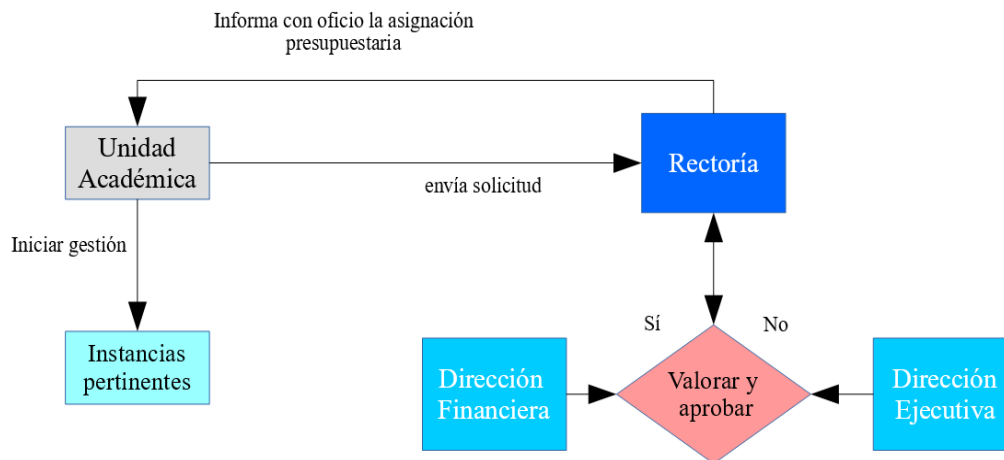 Informa con oficio la asignación
presupuestaria
Unidad
Académica
Rectoría
envía solicitud
Iniciar gestión
Sí
No
Instancias
pertinentes
Dirección
Financiera
Valorar y
aprobar
Dirección
Ejecutiva